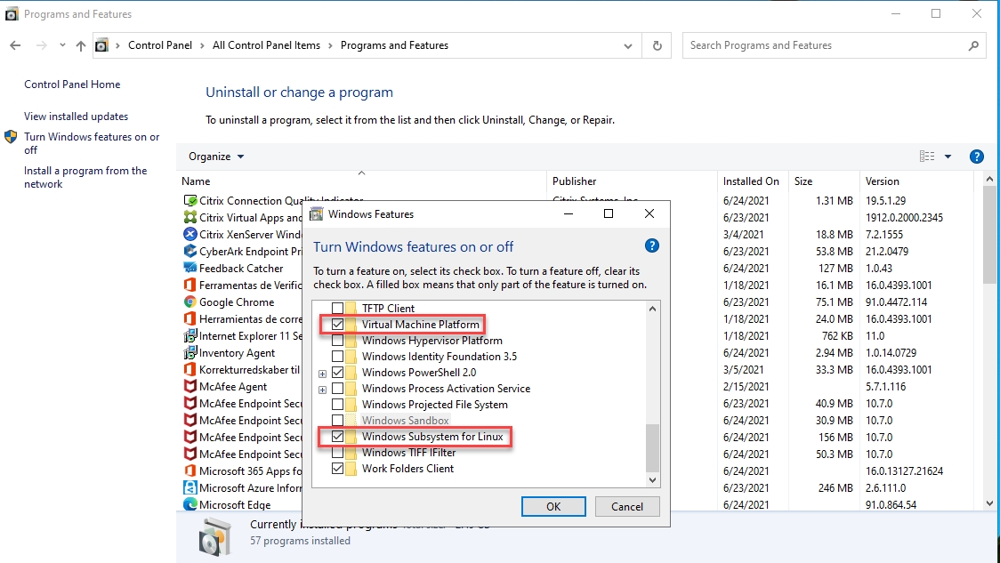 Programs and Features
Control Panel > All Control Panel Items > Programs and Features
Search Programs and Features
Control Panel Home
View installed updates
Turn Windows features on or
off
Install a program from the
network
Uninstall or change a program
To uninstall a program, select it from the list and then click Uninstall, Change, or Repair.
Organize
Name Publisher Installed On Size Version
Citrix Connection Quality Indicator Citrix Systems, Inc. 6/24/2021 1.31 MB 19.5.1.29
Citrix Virtual Apps and 6/23/2021 1912.0.2000.2345
Citrix XenServer Wind 3/4/2021 18.8 MB 7.2.1555
CyberArk Endpoint Pri 6/23/2021 53.8 MB 21.2.0479
Feedback Catcher 6/24/2021 127 MB 1.0.43
Ferramentas de Verific 1/18/2021 16.1 MB 16.0.4393.1001
Google Chrome 6/23/2021 75.1 MB 91.0.4472.114
Herramientas de corre 1/18/2021 24.0 MB 16.0.4393.1001
Internet Explorer 11 Se 1/18/2021 762 KB 11.0
Inventory Agent 6/24/2021 2.94 MB 1.0.14.0729
Korrekturredskaber til 3/5/2021 33.3 MB 16.0.4393.1001
McAfee Agent 2/15/2021 5.7.1.116
McAfee Endpoint Secu 6/23/2021 40.9 MB 10.7.0
McAfee Endpoint Secu 6/24/2021 30.9 MB 10.7.0
McAfee Endpoint Secu 6/24/2021 156 MB 10.7.0
McAfee Endpoint Secu 6/24/2021 50.3 MB 10.7.0
Microsoft 365 Apps fo 6/24/2021 16.0.13127.21624
Microsoft Azure Inforr 6/23/2021 246 MB 2.6.111.0
Microsoft Edge 6/24/2021 91.0.864.54
Currently installed programs
57 programs installed
Windows Features
Turn Windows features on or off
To turn a feature on, select its check box. To turn a feature off, clear its
check box. A filled box means that only part of the feature is turned on.
TFTP Client
Virtual Machine Platform
Windows Hypervisor Platform
Windows Identity Foundation 3.5
Windows PowerShell 2.0
Windows Process Activation Service
Windows Projected File System
Windows Sandbox
Windows Subsystem for Linux
Windows TIFF IFilter
Work Folders Client
OK Cancel